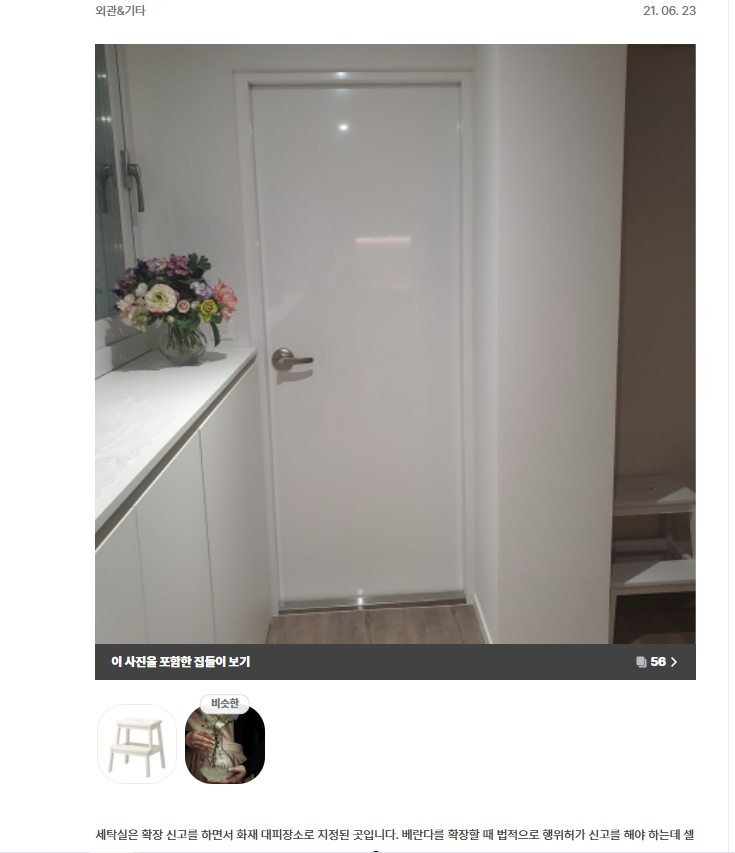 외관&기타
21. 06. 23
이 사진을 포함한 집들이 보기
56
비슷한
세탁실은 확장 신고를 하면서 화재 대피장소로 지정된 곳입니다. 베란다를 확장할 때 법적으로 행위허가 신고를 해야 하는데 셀